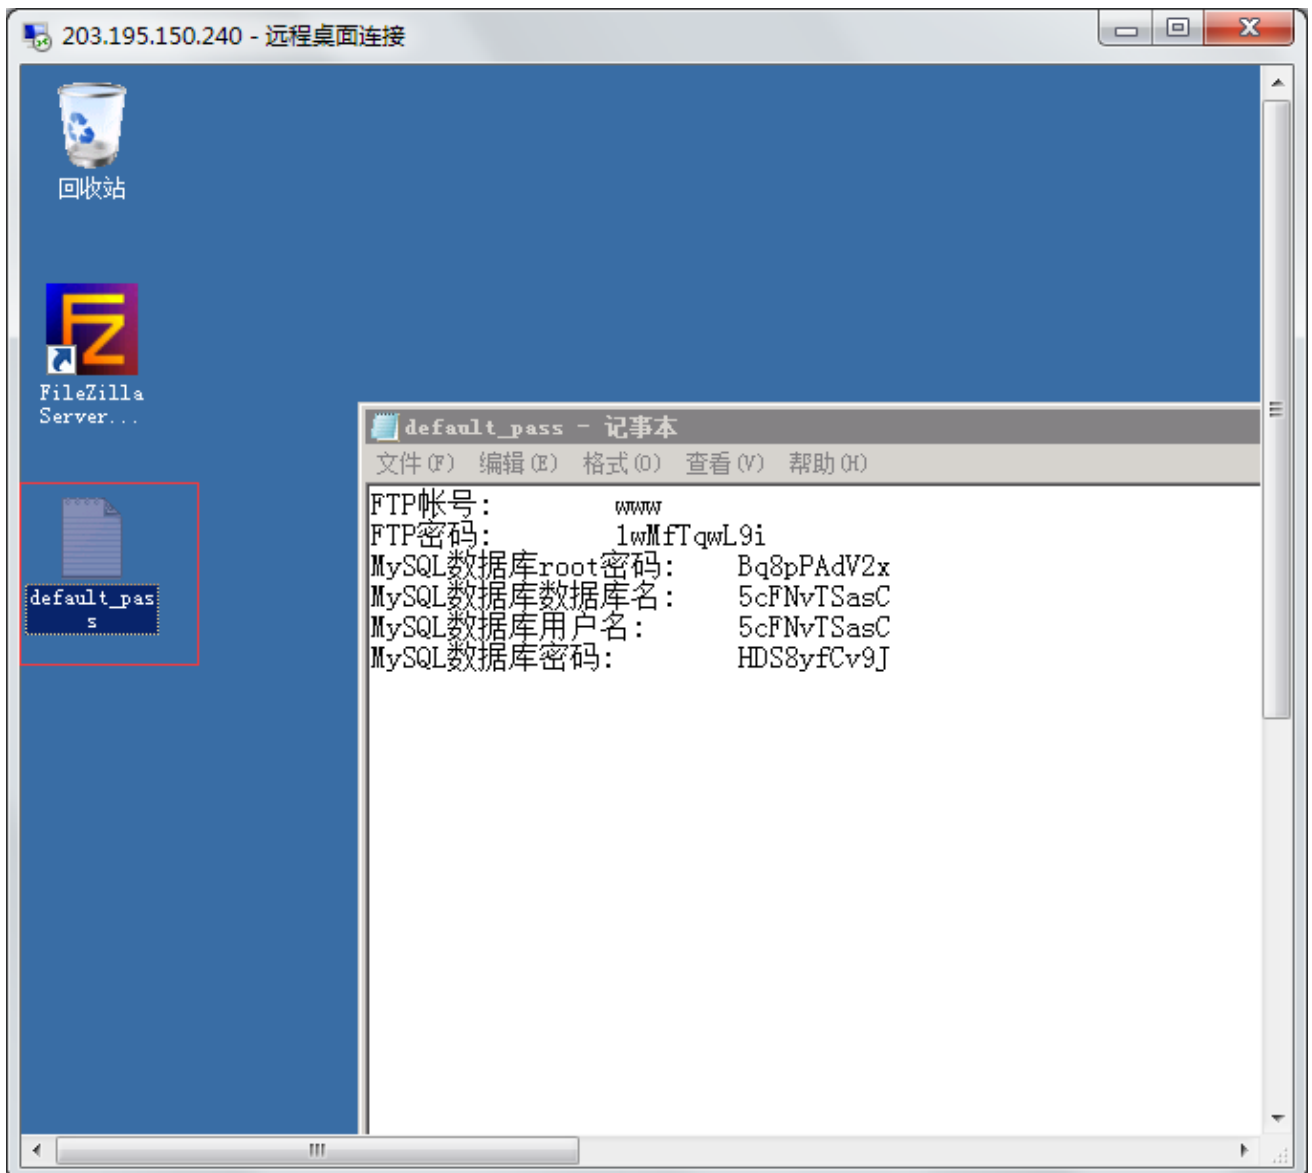 203.195.150.240 - 远程桌面连接
回收站
FileZilla
Server...
default_pas
s
default_pass - 记事本
文件(F) 编辑(E) 格式(O) 查看(V) 帮助(H)
FTP帐号: www
FTP密码: 1wMfTqwL9i
MySQL数据库root密码: Bq8pPAdV2x
MySQL数据库数据库名: 5cFNvTSasC
MySQL数据库用户名: 5cFNvTSasC
MySQL数据库密码: HDS8yfCv9J